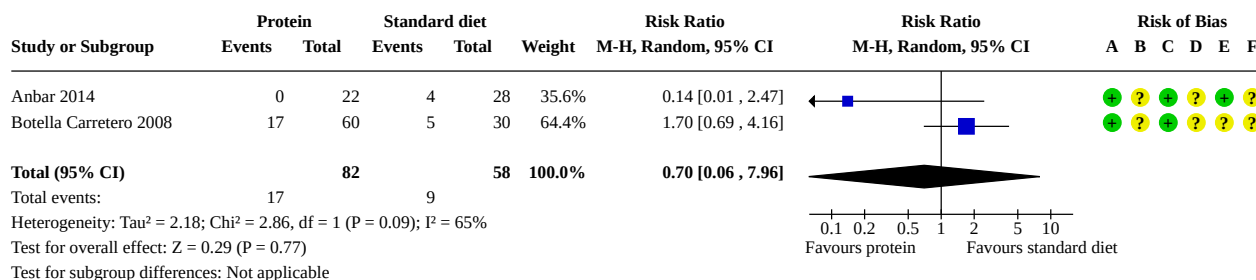 Protein Standard diet Risk Ratio Risk Ratio Risk of Bias
Study or Subgroup Events Total Events Total Weight M-H, Random, 95% CI M-H, Random, 95% CI A B C D E F
Anbar 2014 0 22 4 28 35.6% 0.14 [0.01 , 2.47] + ? + ? + ?
Botella Carretero 2008 17 60 5 30 64.4% 1.70 [0.69 , 4.16] + ? + ? ? ?
Total (95% CI) 82 58 100.0% 0.70 [0.06 , 7.96]
Total events: 17 9
Heterogeneity: Tau² = 2.18; Chi² = 2.86, df = 1 (P = 0.09); I² = 65%
0.1 0.2 0.5 1 2 5 10
Test for overall effect: Z = 0.29 (P = 0.77)
Favours protein Favours standard diet
Test for subgroup differences: Not applicable